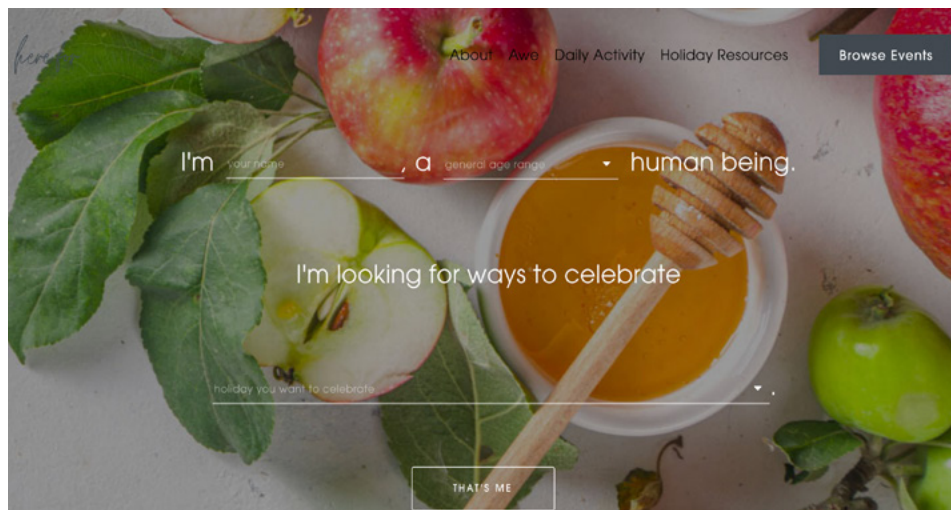 About Awe Daily Activity Holiday Resources Browse Events
I'm your name , a general age range human being.
I'm looking for ways to celebrate
holiday you want to celebrate .
THAT'S ME